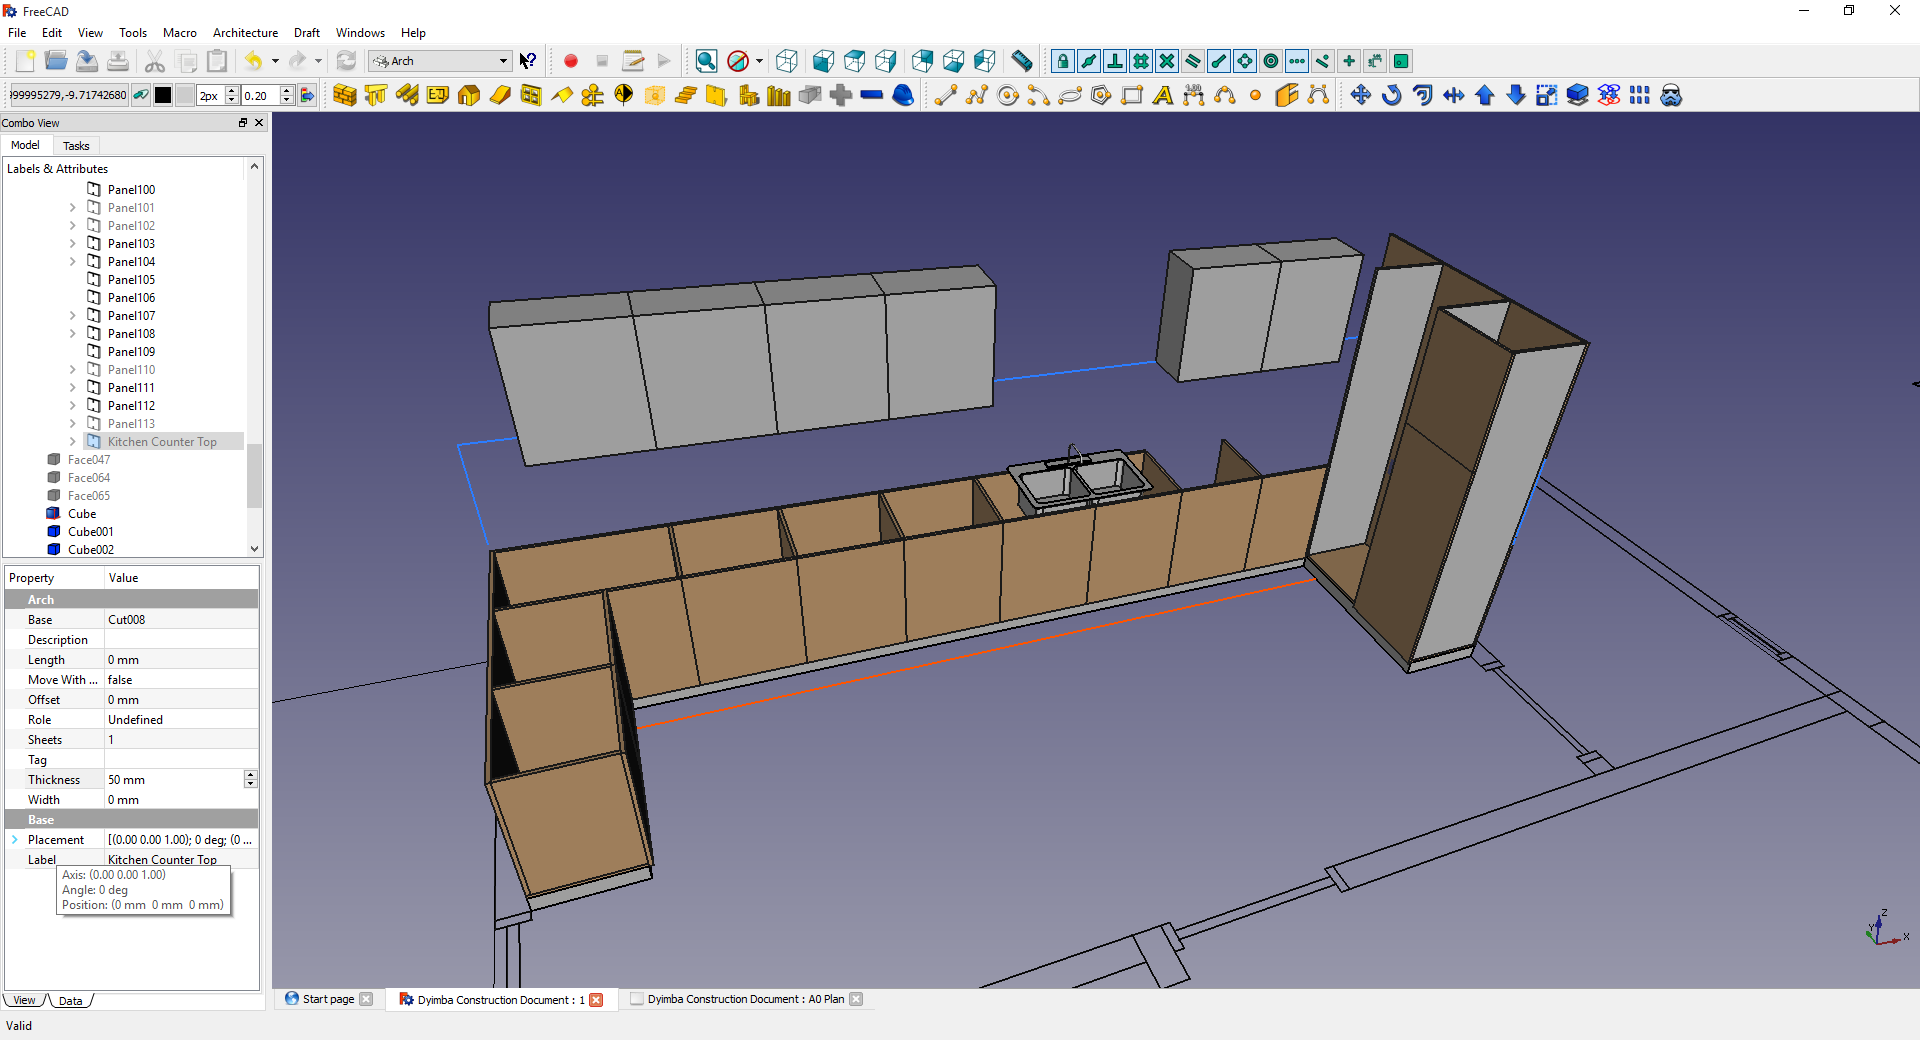 FreeCAD
File Edit View Tools Macro Architecture Draft Windows Help
Arch
999995279,-9.71742680 2px 0.20
Combo View
Model Tasks
Labels & Attributes
Panel100
Panel101
Panel102
Panel103
Panel104
Panel105
Panel106
Panel107
Panel108
Panel109
Panel110
Panel111
Panel112
Panel113
Kitchen Counter Top
Face047
Face064
Face065
Cube
Cube001
Cube002
Property Value
Arch
Base Cut008
Description
Length 0 mm
Move With ... false
Offset 0 mm
Role Undefined
Sheets 1
Tag
Thickness 50 mm
Width 0 mm
Base
Placement [(0.00 0.00 1.00); 0 deg; (0 ...
Label Kitchen Counter Top
Axis: (0.00 0.00 1.00)
Angle: 0 deg
Position: (0 mm 0 mm 0 mm)
Z
Y
X
View Data
Start page Dyimba Construction Document : 1 Dyimba Construction Document : A0 Plan
Valid